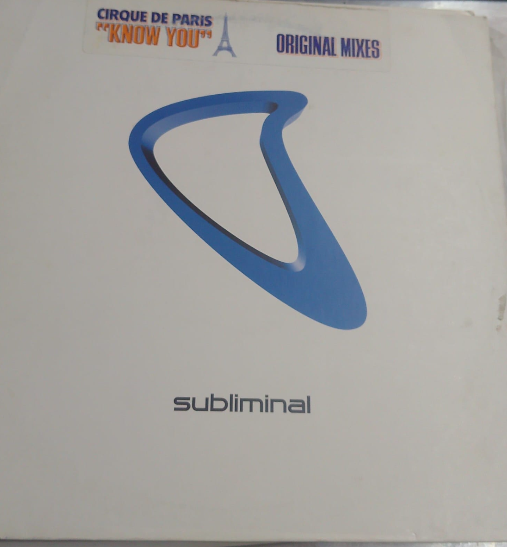 CIRQUE DE PARIS
"KNOW YOU"
ORIGINAL MIXES
subliminal